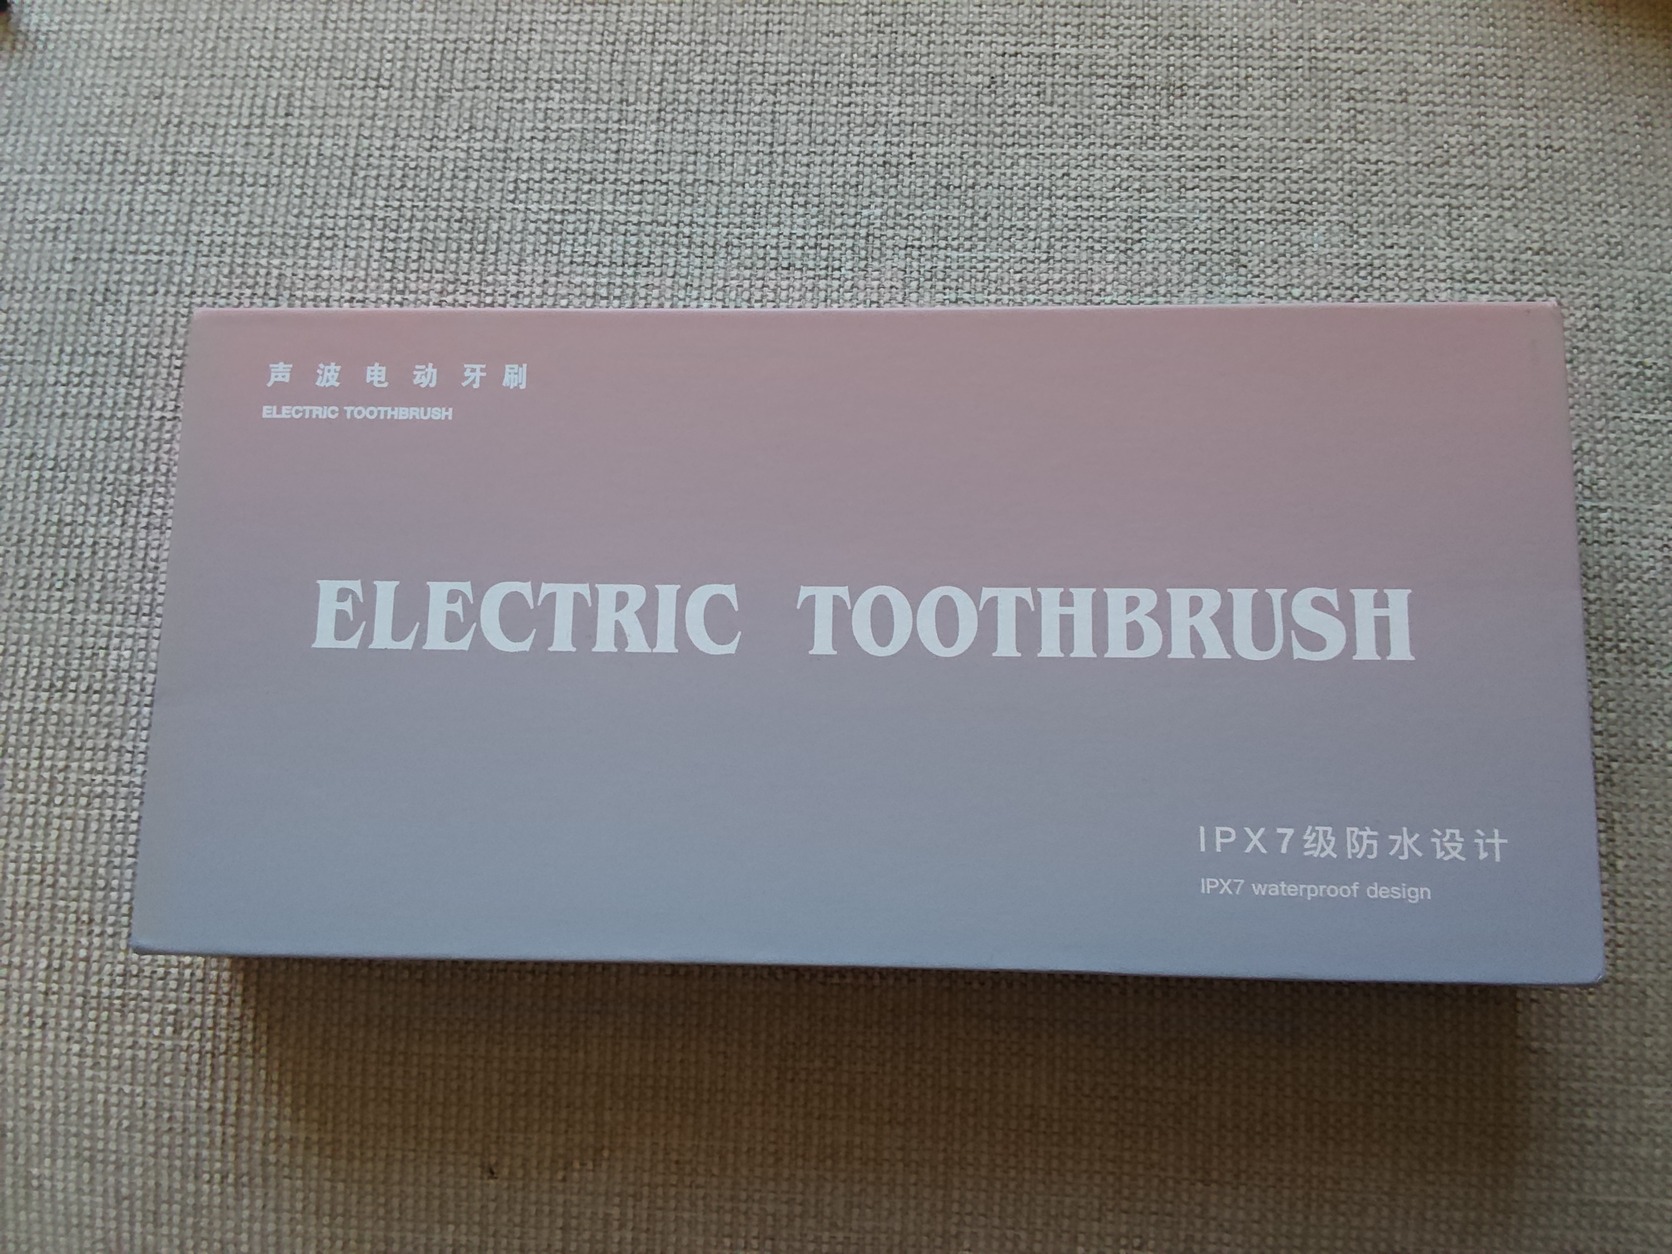 声波电动牙刷
ELECTRIC TOOTHBRUSH
ELECTRIC TOOTHBRUSH
IPX7级防水设计
IPX7 waterproof design